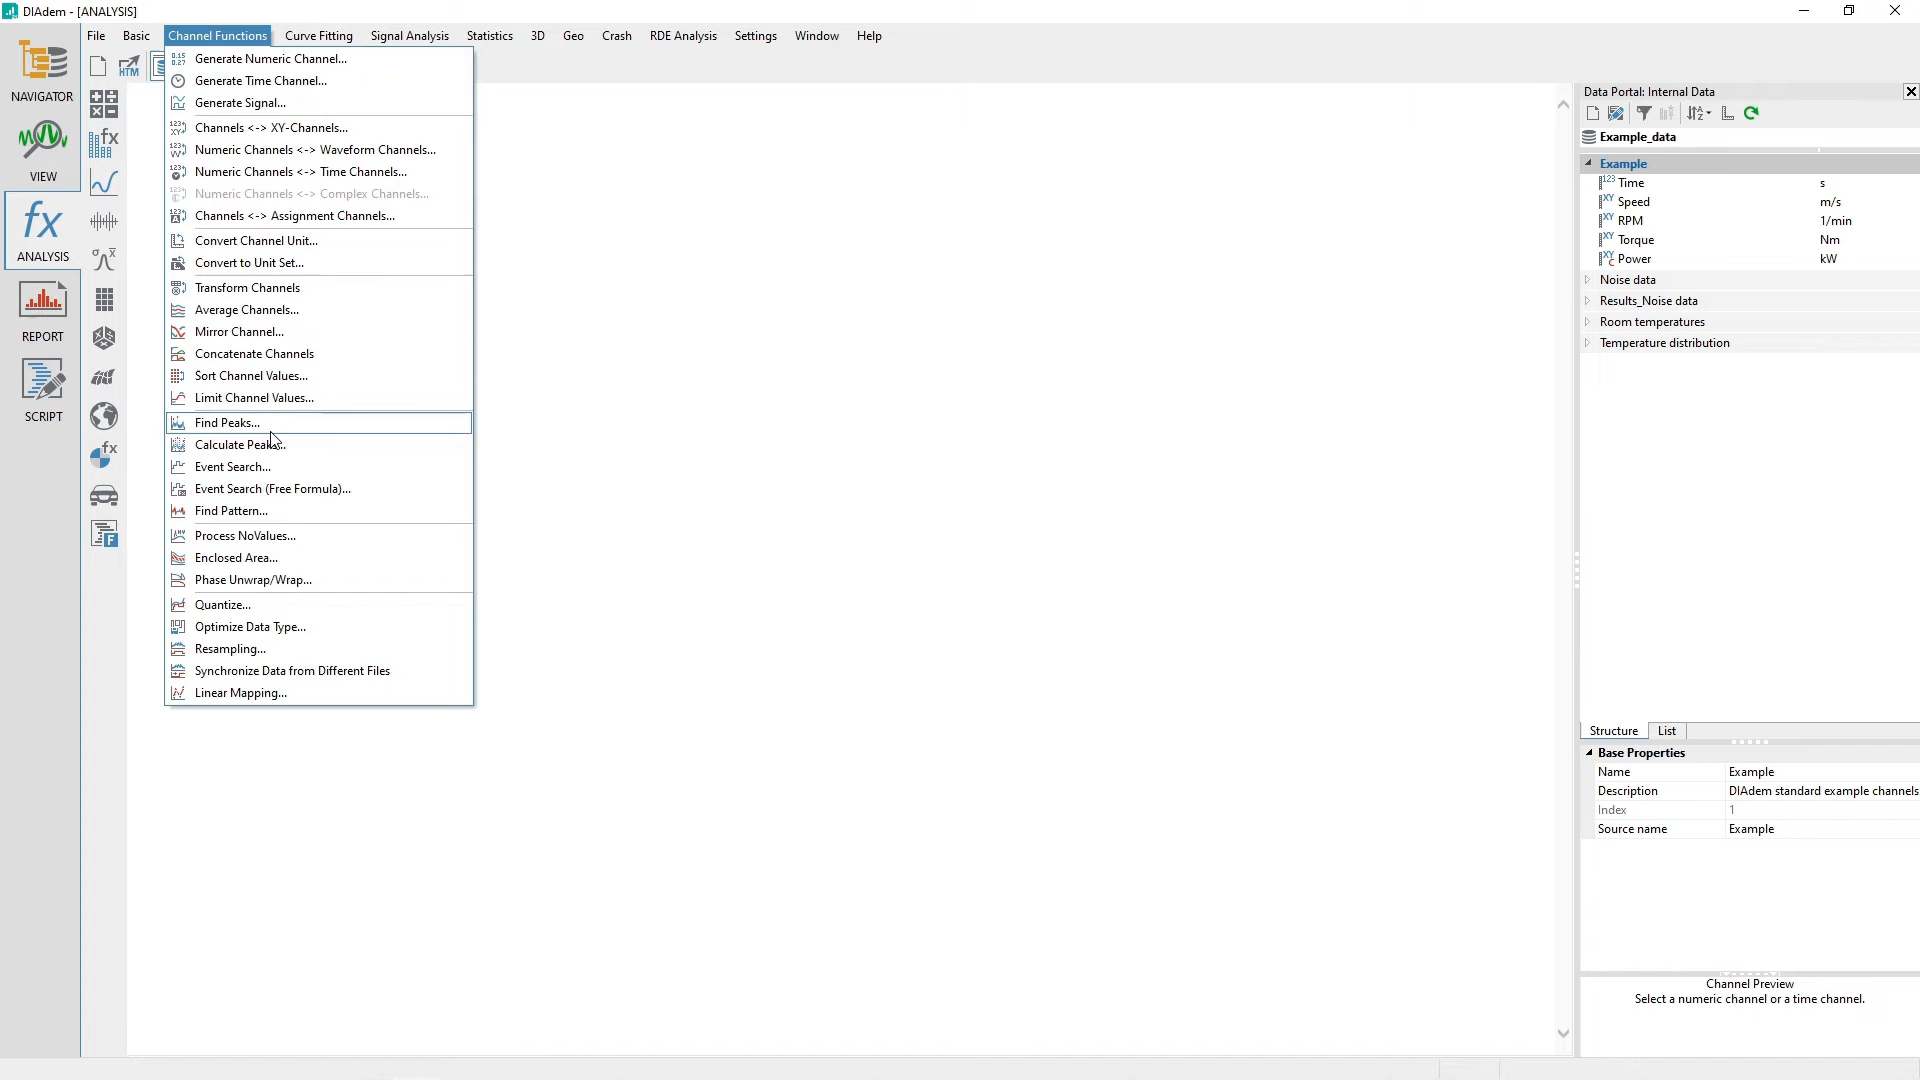 DIAdem - [ANALYSIS]
File Basic Channel Functions Curve Fitting Signal Analysis Statistics 3D Geo Crash RDE Analysis Settings Window Help
NAVIGATOR
VIEW
fx
ANALYSIS
REPORT
SCRIPT
HTM
fx
fx
F
Generate Numeric Channel...
Generate Time Channel...
Generate Signal...
Channels <-> XY-Channels...
Numeric Channels <-> Waveform Channels...
Numeric Channels <-> Time Channels...
Numeric Channels <-> Complex Channels...
Channels <-> Assignment Channels...
Convert Channel Unit...
Convert to Unit Set...
Transform Channels
Average Channels...
Mirror Channel...
Concatenate Channels
Sort Channel Values...
Limit Channel Values...
Find Peaks...
Calculate Peaks...
Event Search...
Event Search (Free Formula)...
Find Pattern...
Process NoValues...
Enclosed Area...
Phase Unwrap/Wrap...
Quantize...
Optimize Data Type...
Resampling...
Synchronize Data from Different Files
Linear Mapping...
Data Portal: Internal Data
Example_data
Example
Time s
Speed m/s
RPM 1/min
Torque Nm
Power kW
Noise data
Results_Noise data
Room temperatures
Temperature distribution
Structure List
Base Properties
Name Example
Description DIAdem standard example channels
Index 1
Source name Example
Channel Preview
Select a numeric channel or a time channel.